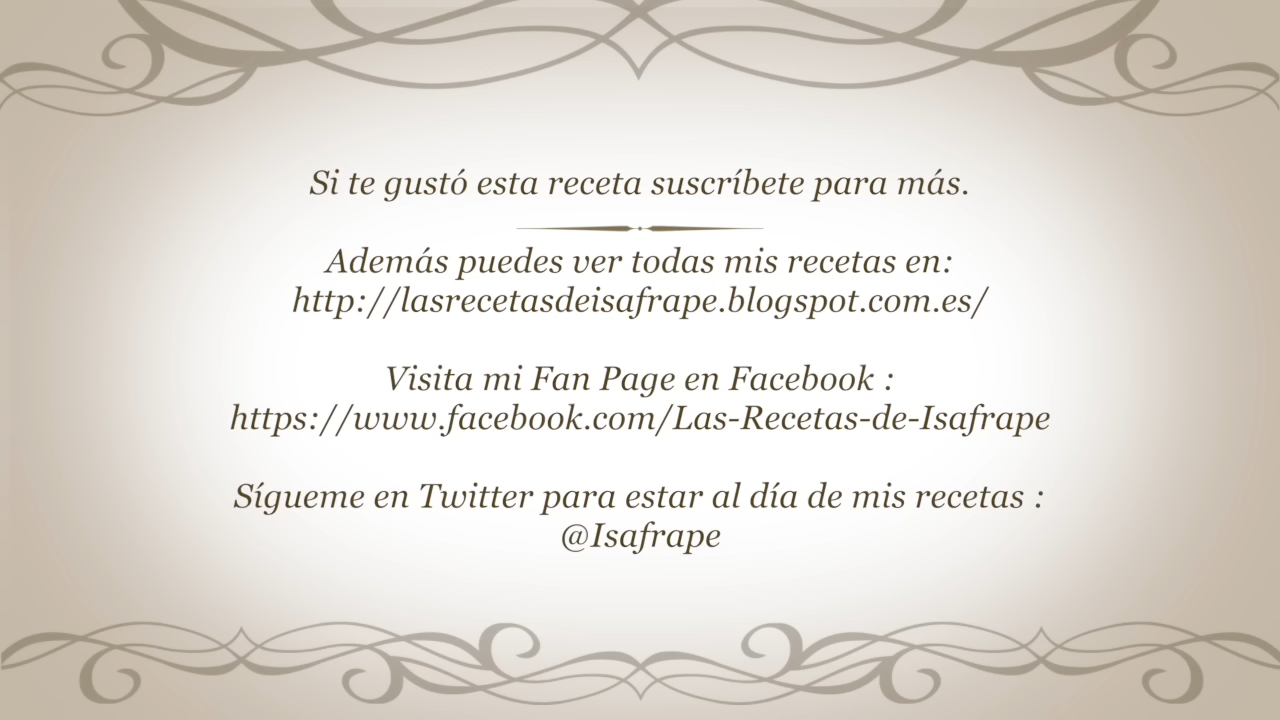 Si te gustó esta receta suscríbete para más.
Además puedes ver todas mis recetas en:
http://lasrecetasdeisafrape.blogspot.com.es/
Visita mi Fan Page en Facebook :
https://www.facebook.com/Las-Recetas-de-Isafrape
Sígueme en Twitter para estar al día de mis recetas :
@Isafrape